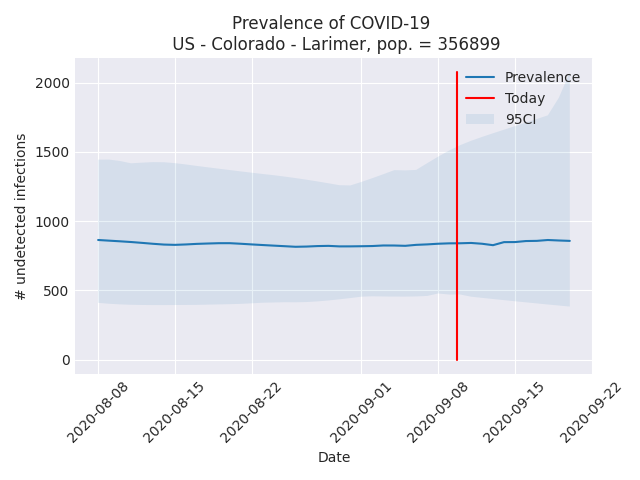 Prevalence of COVID-19
US - Colorado - Larimer, pop. = 356899
Prevalence
Today
95CI
2000
1500
1000
500
0
# undetected infections
2020-08-08
2020-08-15
2020-08-22
2020-09-01
2020-09-08
2020-09-15
2020-09-22
Date